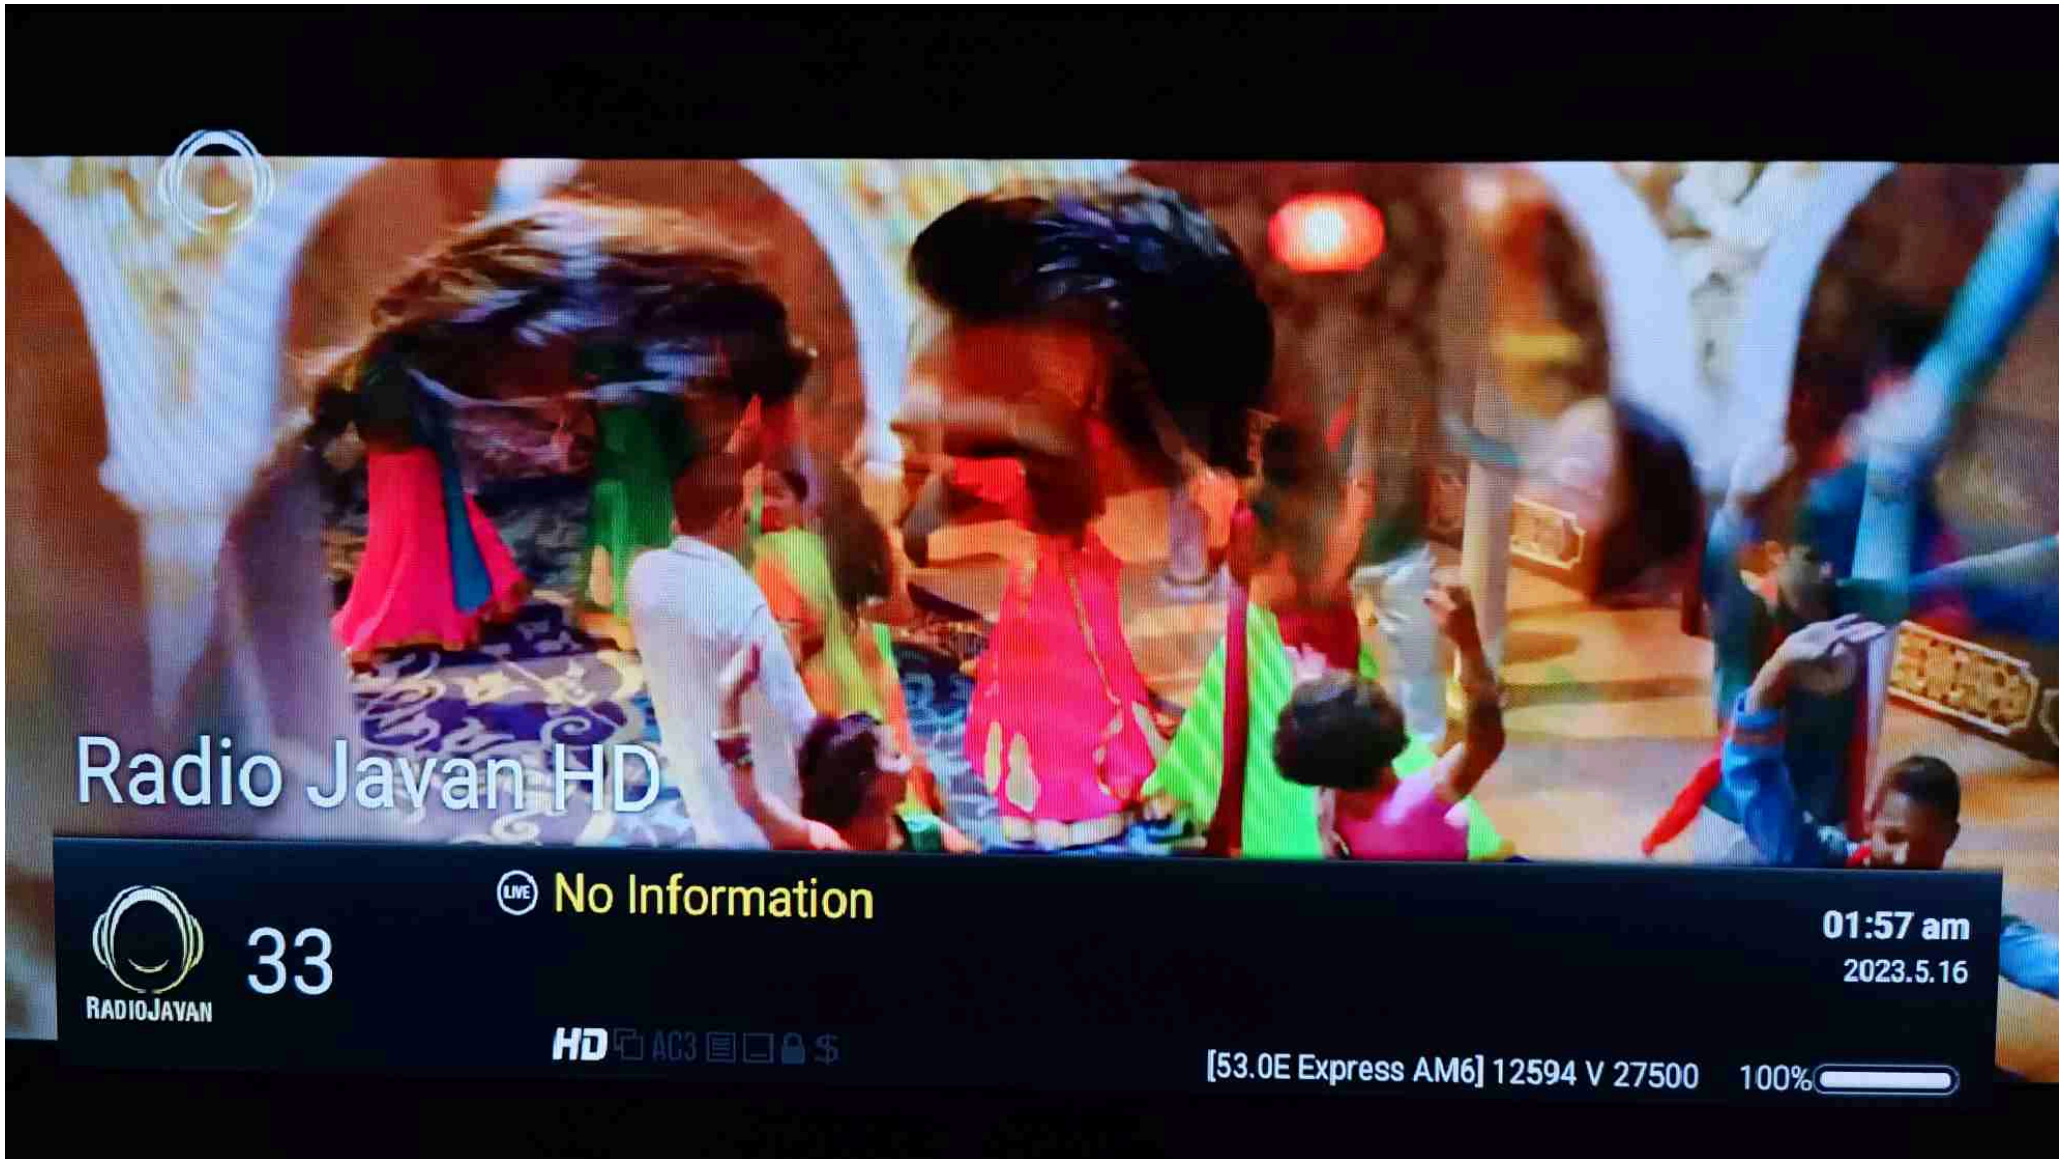 Radio Javan HD
LIVE No Information
33
RADIOJAVAN
01:57 am
2023.5.16
HD AC3 $
[53.0E Express AM6] 12594 V 27500 100%